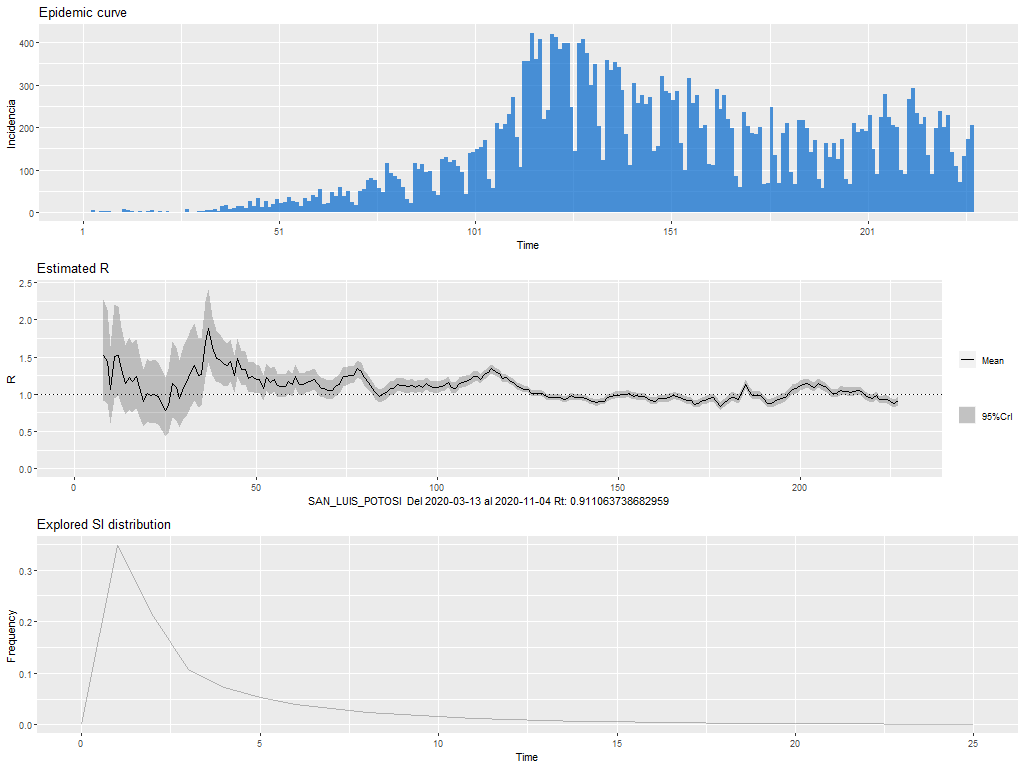 Epidemic curve
400
300
200
100
0
Incidencia
1 51 101 151 201
Time
Estimated R
2.5
2.0
1.5
1.0
0.5
0.0
R
Mean
95%CrI
0 50 100 150 200
SAN_LUIS_POTOSI Del 2020-03-13 al 2020-11-04 Rt: 0.911063738682959
Explored SI distribution
0.3
0.2
0.1
0.0
Frequency
0 5 10 15 20 25
Time